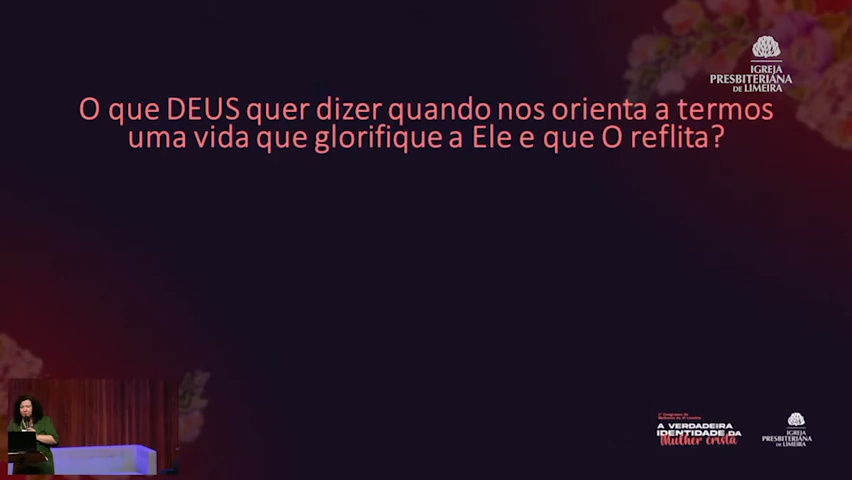 IGREJA
PRESBITERIANA
DE LIMEIRA
O que DEUS quer dizer quando nos orienta a termos
uma vida que glorifique a Ele e que O reflita?
A VERDADEIRA
IDENTIDADE DA
Mulher cristã
IGREJA
PRESBITERIANA
DE LIMEIRA